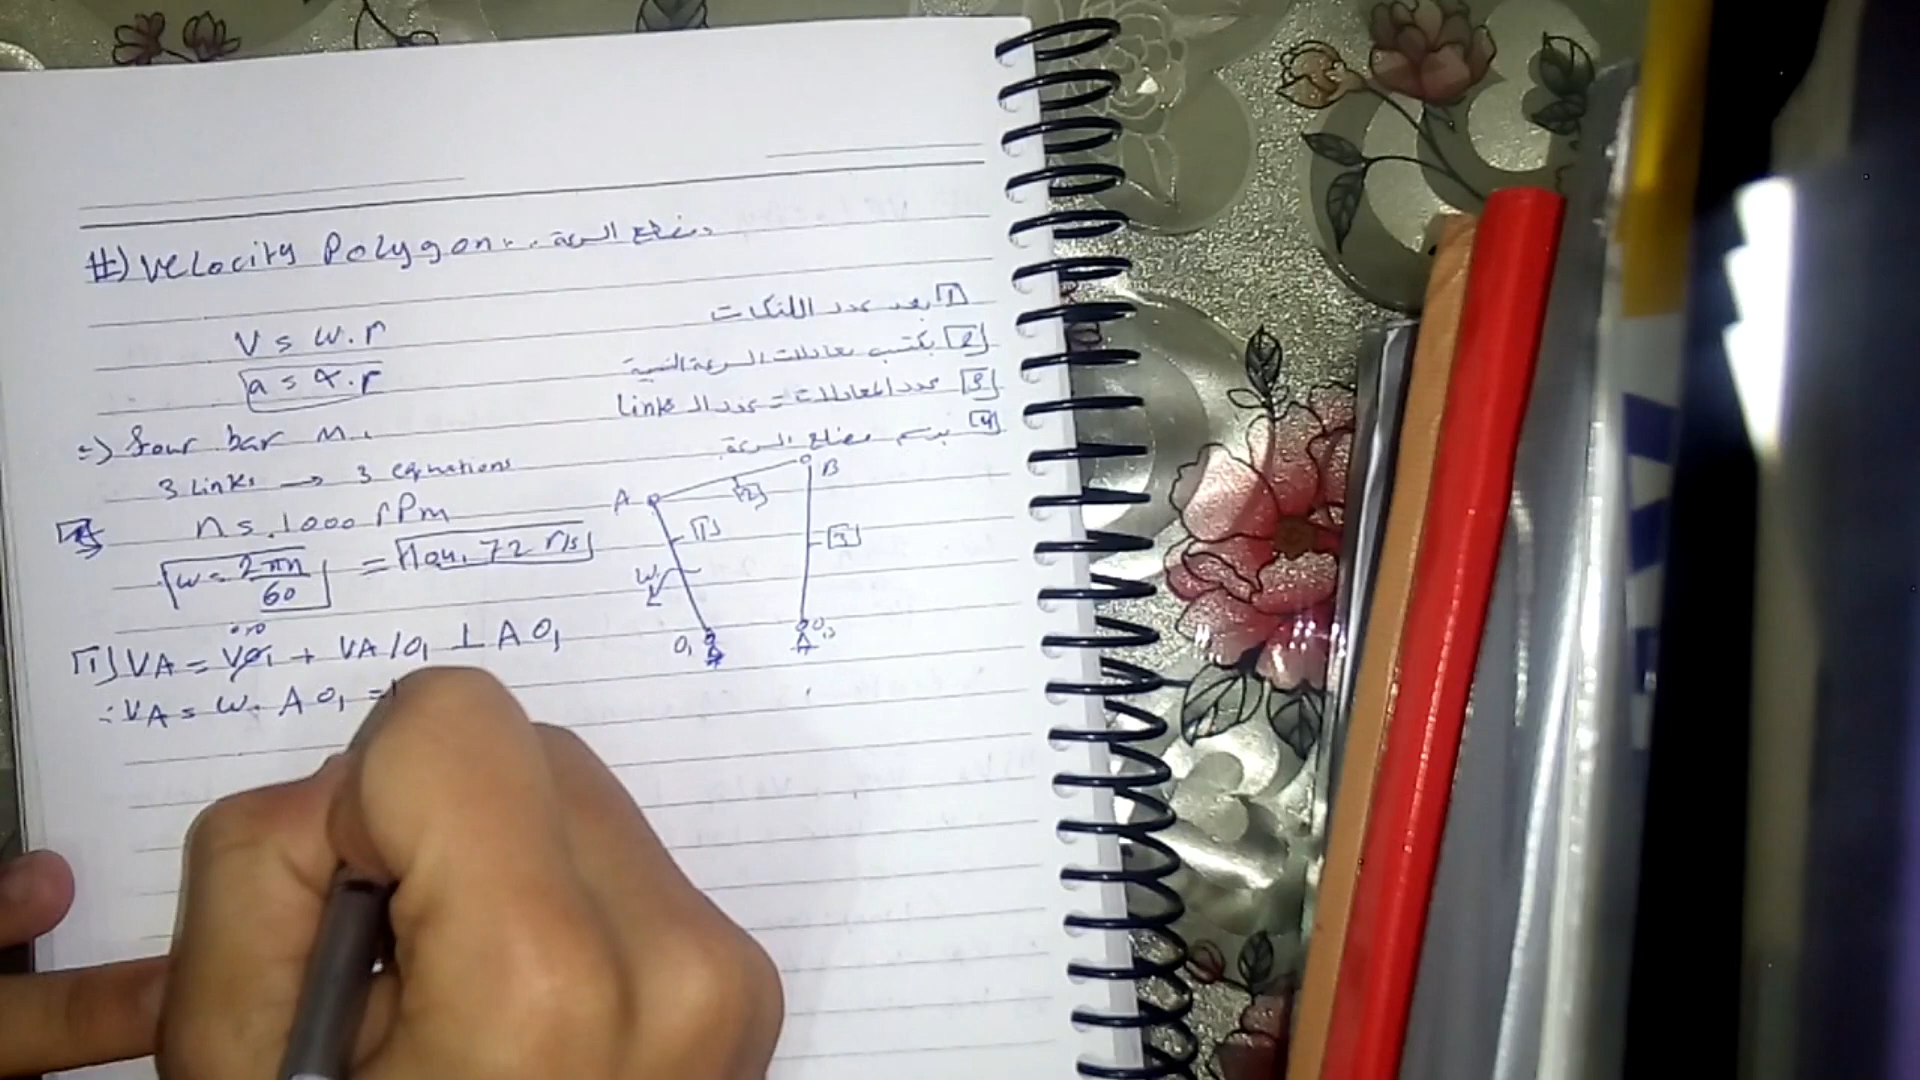 #) Velocity Polygon :. مضلع السرعة
V = ω.r
a = α.r
1 بعد عدد اللنكات
2 بكتب معادلات السرعة النسبية
3 عدد المعادلات = عدد الـ Links
4 برسم مضلع السرعة
=) four bar m.
3 Links → 3 equations
n = 1000 rpm
ω = 2πn/60 = 104.72 r/s
A
B
1
2
3
ω
O1
1) VA = VO1 + VA/O1 ⊥ AO1
∴ VA = ω. AO1 =